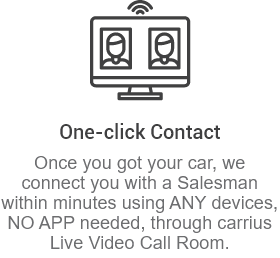 One-click Contact
Once you got your car, we
connect you with a Salesman
within minutes using ANY devices,
NO APP needed, through carrius
Live Video Call Room.